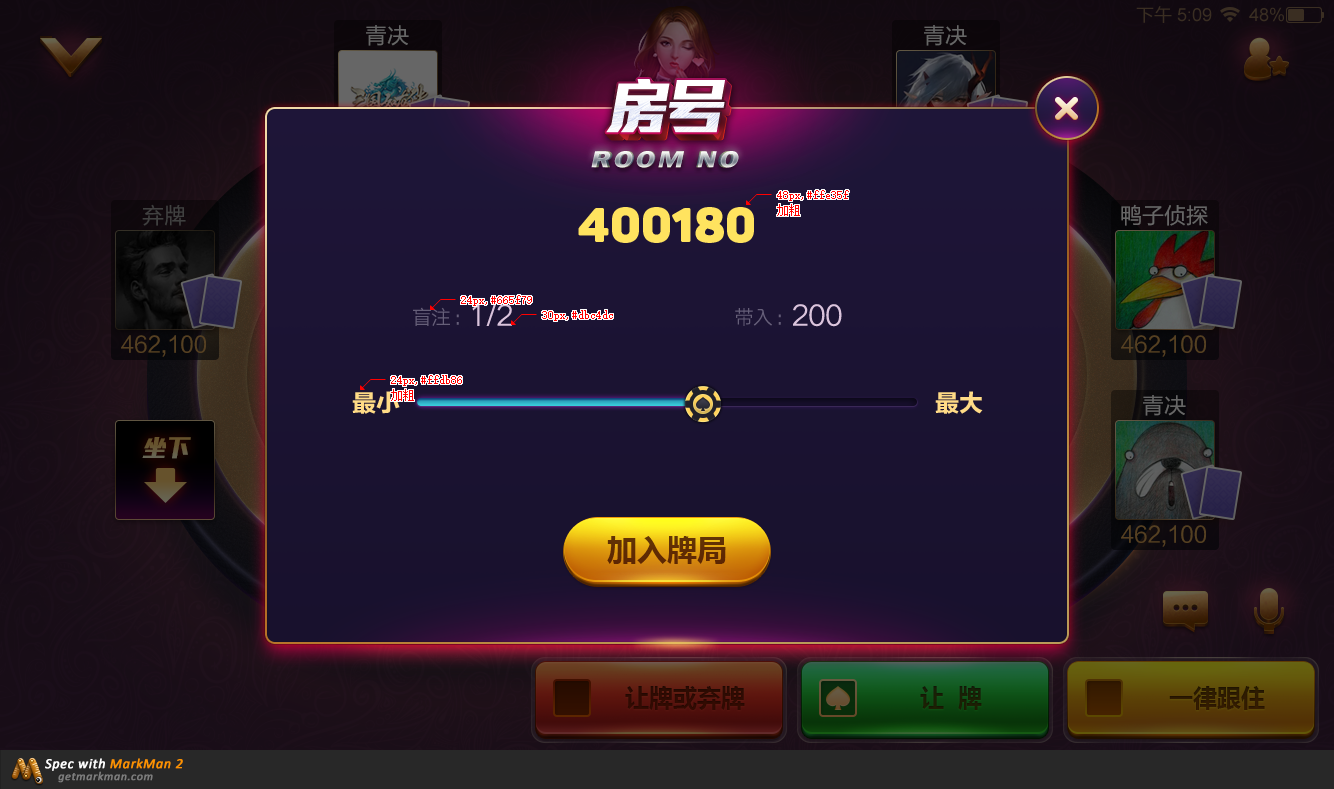 下午 5:09 48%
青决
青决
房号
ROOM NO
48px,#ffe35f
加粗
400180
弃牌
鸭子侦探
24px,#665f79
盲注：1/2
30px,#dbc4dc
带入：200
462,100
462,100
24px,#ffdb86
加粗
最小
最大
青决
坐下
加入牌局
462,100
让牌或弃牌
让 牌
一律跟住
Spec with MarkMan 2
getmarkman.com